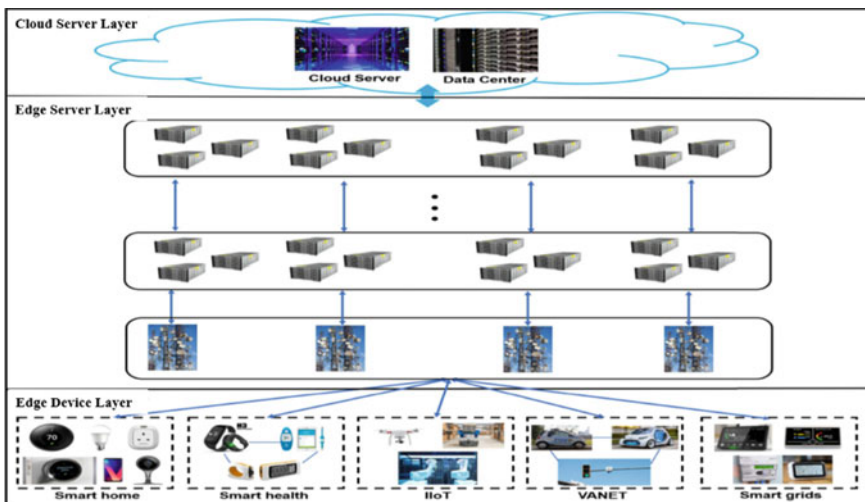 Cloud Server Layer
Cloud Server
Data Center
Edge Server Layer
Edge Device Layer
70
Smart home
Smart health
IIoT
VANET
Smart grids